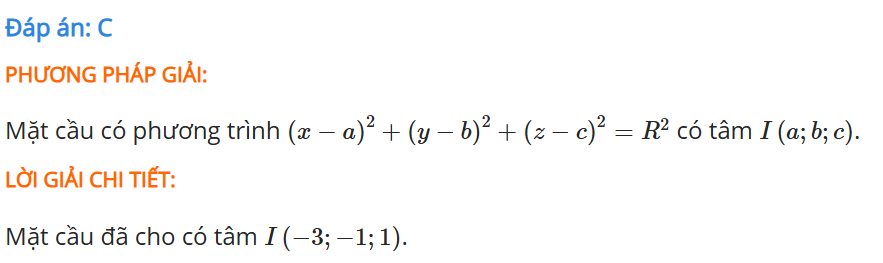 Đáp án: C
PHƯƠNG PHÁP GIẢI:
Mặt cầu có phương trình (x − a)² + (y − b)² + (z − c)² = R² có tâm I (a; b; c).
LỜI GIẢI CHI TIẾT:
Mặt cầu đã cho có tâm I (−3; −1; 1).